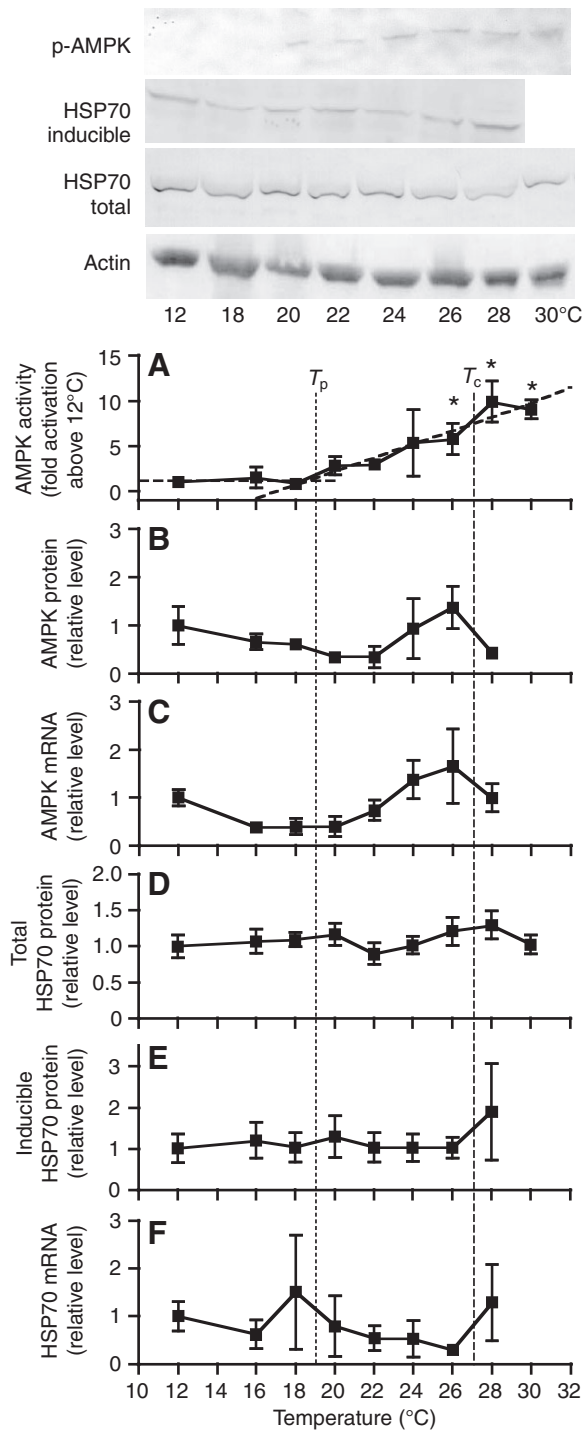 p-AMPK
HSP70
inducible
HSP70
total
Actin
12 18 20 22 24 26 28 30°C
A
Tp
Tc
* * *
AMPK activity
(fold activation
above 12°C)
15
10
5
0
B
AMPK protein
(relative level)
3
2
1
0
C
AMPK mRNA
(relative level)
3
2
1
0
D
Total
HSP70 protein
(relative level)
2.0
1.5
1.0
0.5
0
E
Inducible
HSP70 protein
(relative level)
3
2
1
0
F
HSP70 mRNA
(relative level)
3
2
1
0
10 12 14 16 18 20 22 24 26 28 30 32
Temperature (°C)